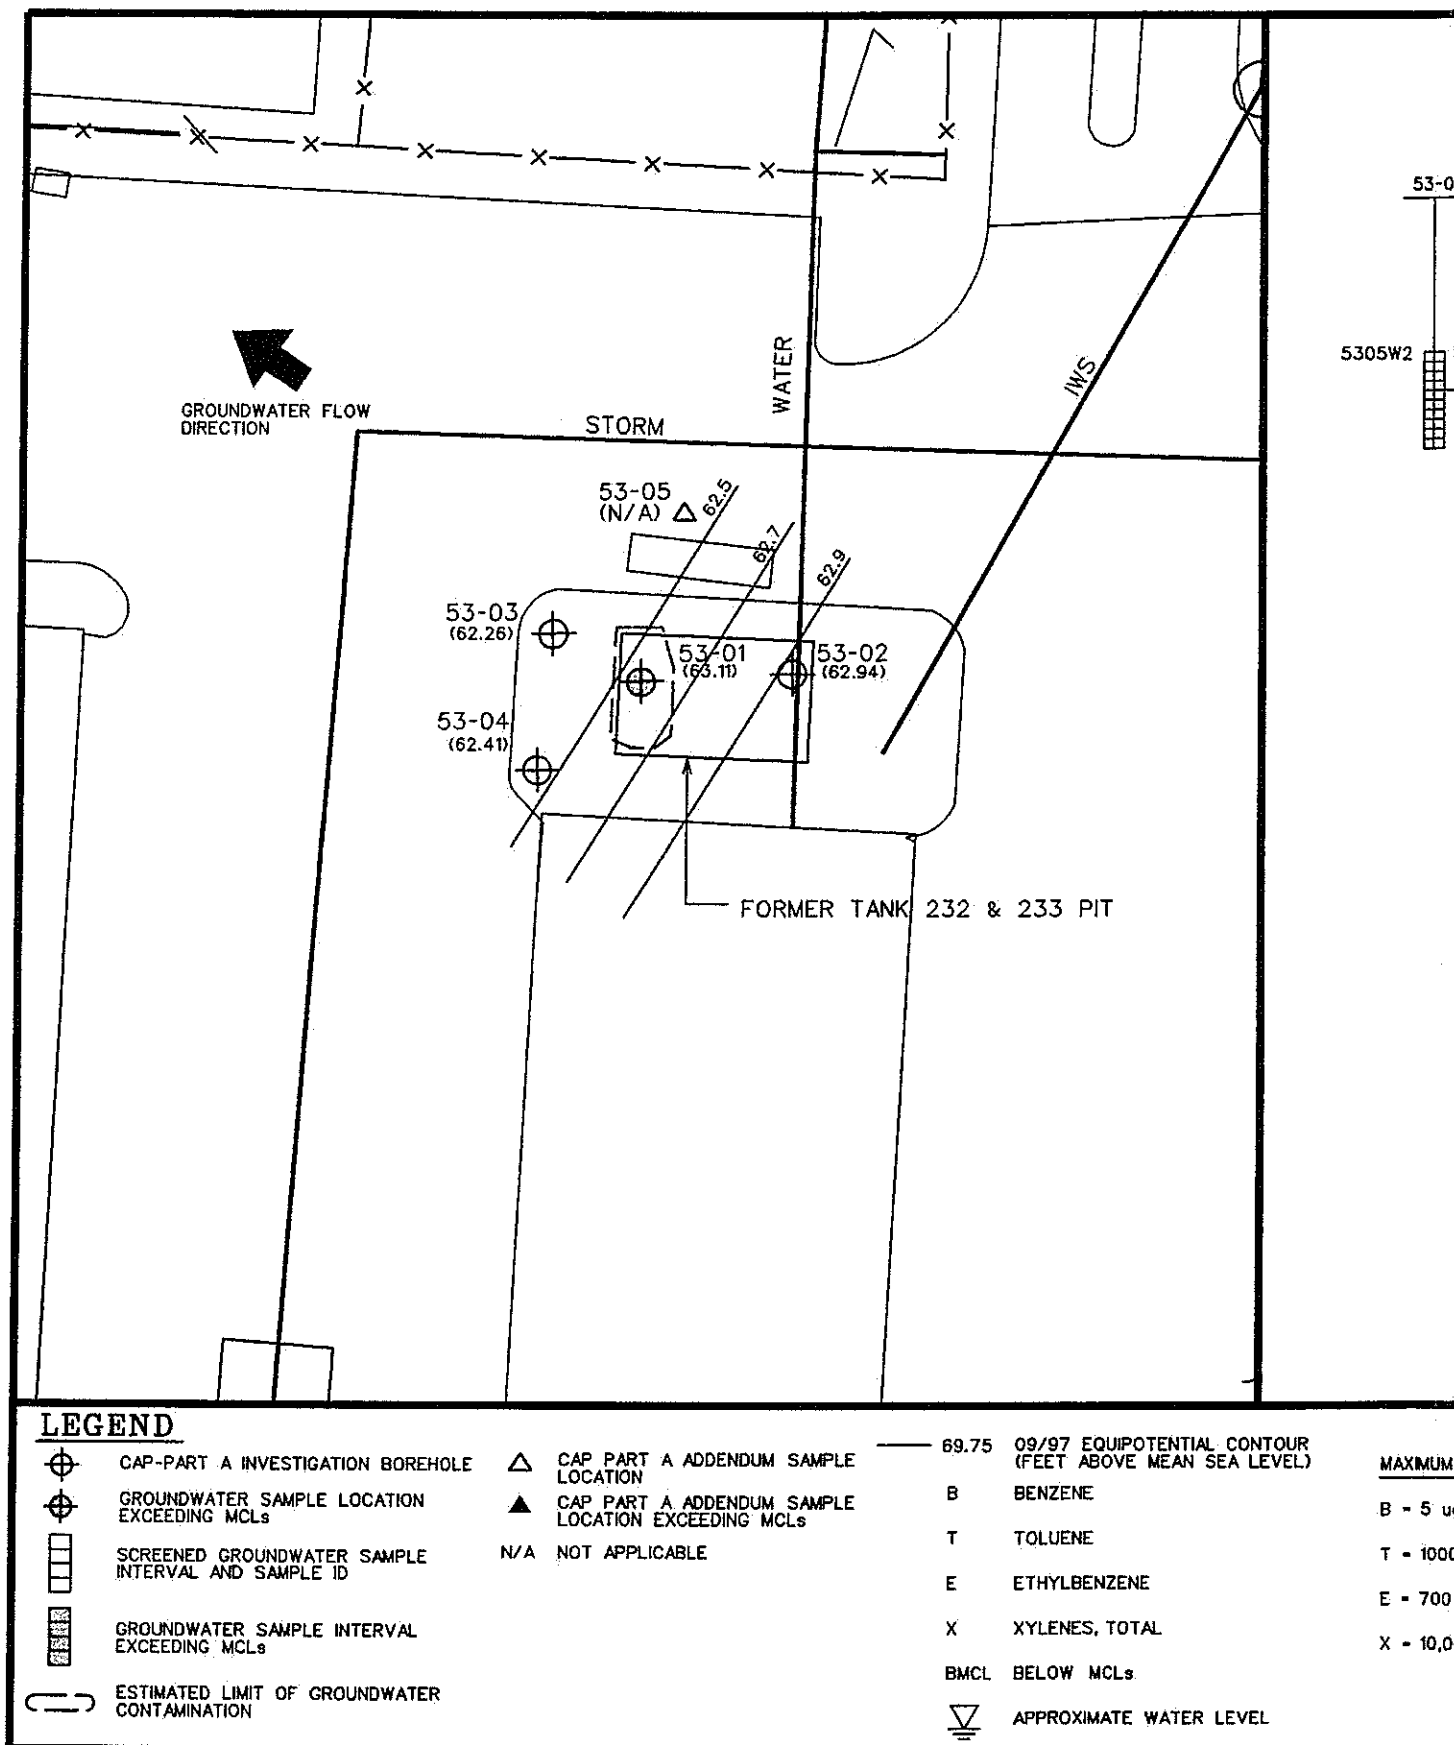 53-0
5305W2
WATER
IWS
GROUNDWATER FLOW
DIRECTION
STORM
53-05
(N/A)
62.5
62.7
62.9
53-03
(62.26)
53-01
(63.11)
53-02
(62.94)
53-04
(62.41)
FORMER TANK 232 & 233 PIT
LEGEND
CAP-PART A INVESTIGATION BOREHOLE
GROUNDWATER SAMPLE LOCATION
EXCEEDING MCLs
SCREENED GROUNDWATER SAMPLE
INTERVAL AND SAMPLE ID
GROUNDWATER SAMPLE INTERVAL
EXCEEDING MCLs
ESTIMATED LIMIT OF GROUNDWATER
CONTAMINATION
CAP PART A ADDENDUM SAMPLE
LOCATION
CAP PART A ADDENDUM SAMPLE
LOCATION EXCEEDING MCLs
N/A NOT APPLICABLE
69.75 09/97 EQUIPOTENTIAL CONTOUR
(FEET ABOVE MEAN SEA LEVEL)
B BENZENE
T TOLUENE
E ETHYLBENZENE
X XYLENES, TOTAL
BMCL BELOW MCLs
APPROXIMATE WATER LEVEL
MAXIMUM
B - 5 u
T - 1000
E - 700
X - 10,0